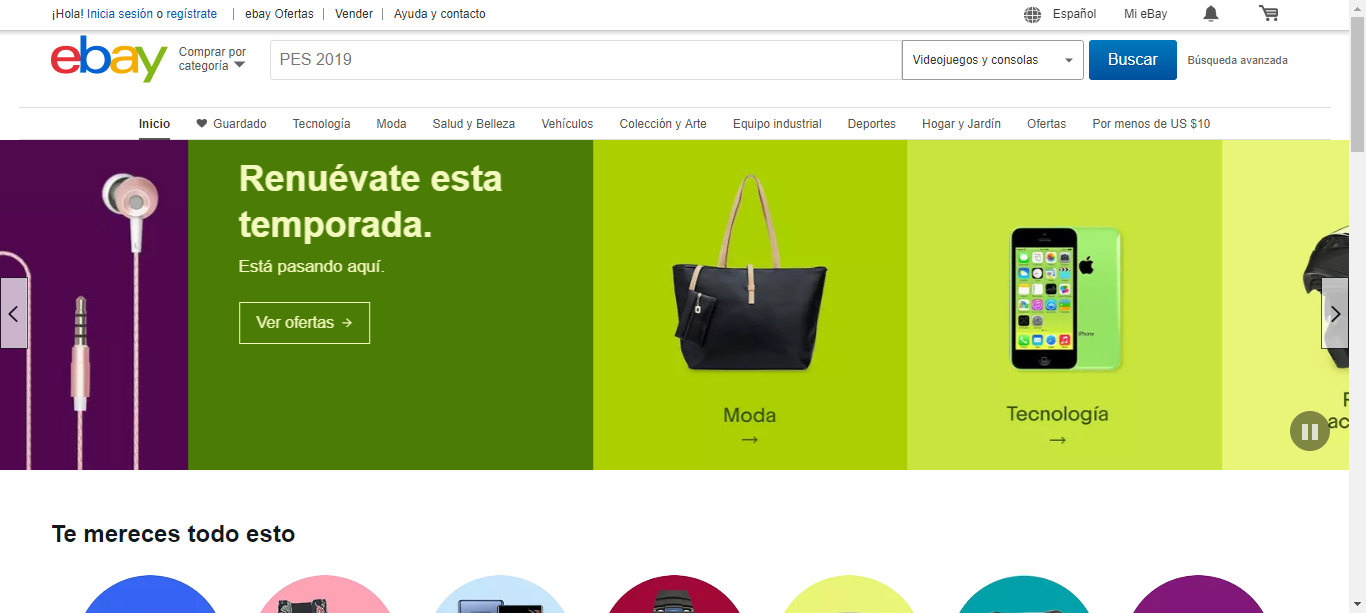 ¡Hola! Inicia sesión o regístrate | ebay Ofertas | Vender | Ayuda y contacto
Español Mi eBay
ebay
Comprar por
categoría
PES 2019
Videojuegos y consolas
Buscar
Búsqueda avanzada
Inicio Guardado Tecnología Moda Salud y Belleza Vehículos Colección y Arte Equipo industrial Deportes Hogar y Jardín Ofertas Por menos de US $10
Renuévate esta
temporada.
Está pasando aquí.
Ver ofertas →
Moda
→
Tecnología
→
iPhone
Te mereces todo esto